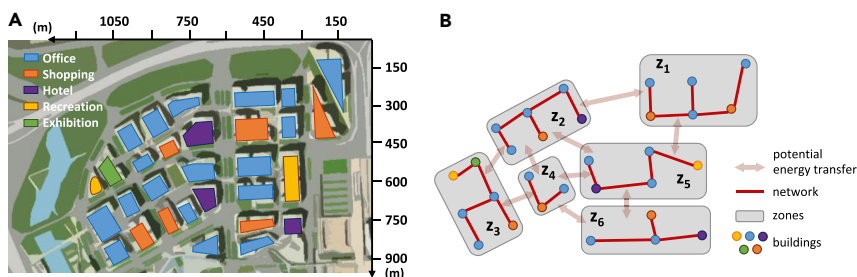 A
(m)
1050
750
450
150
Office
Shopping
Hotel
Recreation
Exhibition
150
300
450
600
750
900
(m)
B
z1
z2
z4
z5
z3
z6
potential
energy transfer
network
zones
buildings